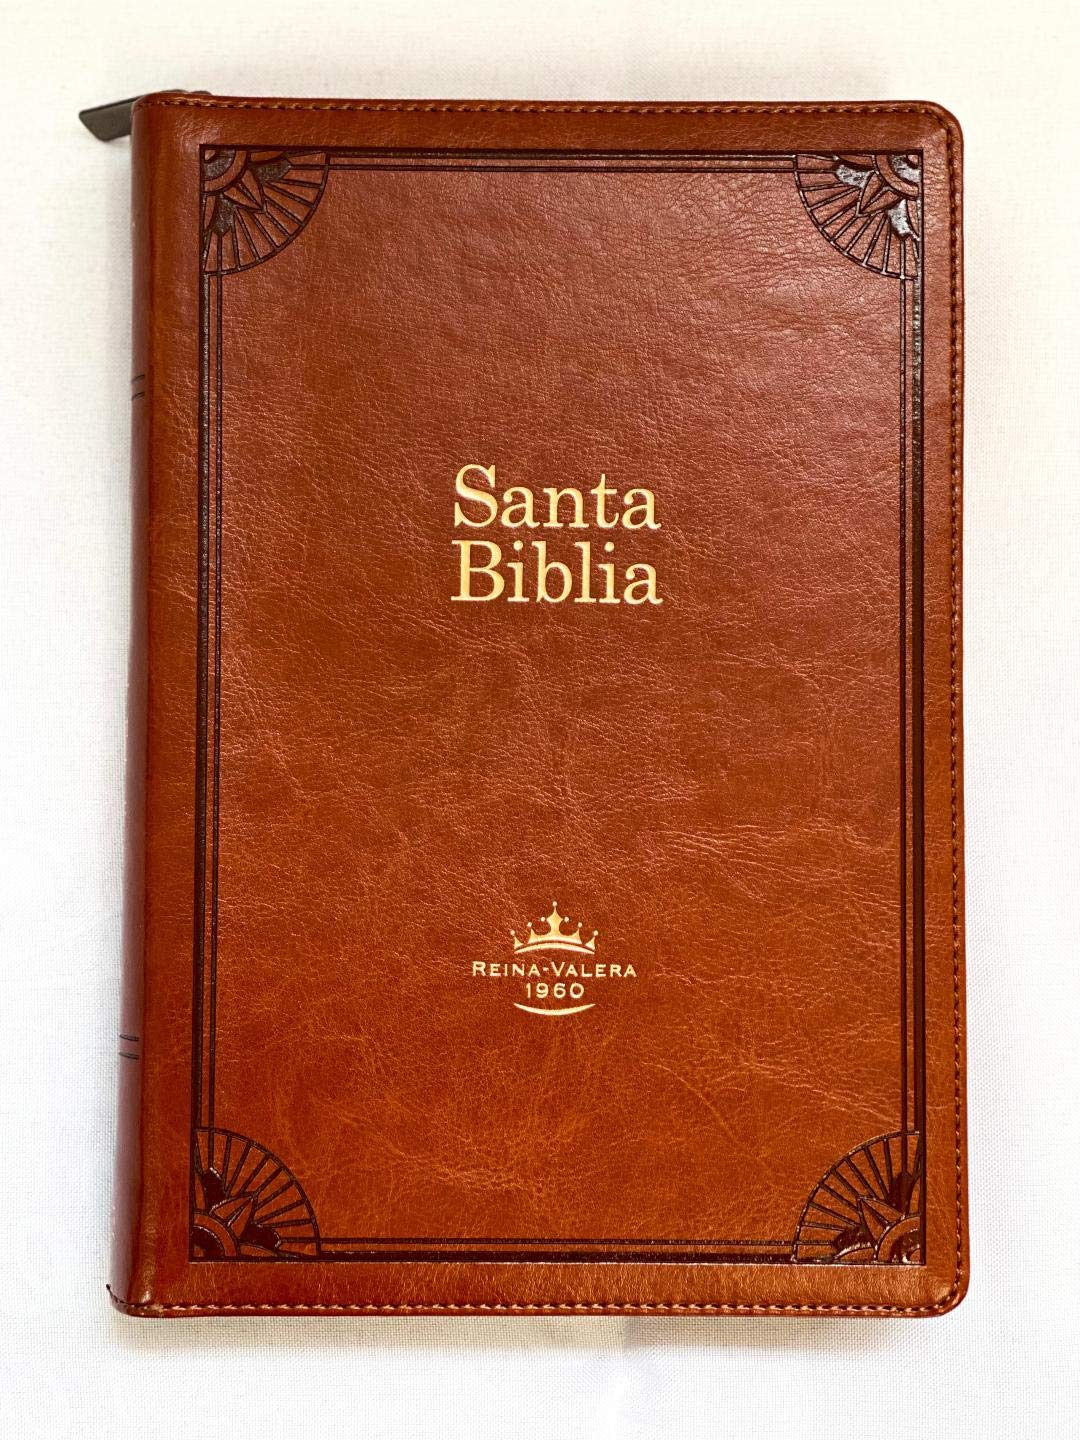 Santa
Biblia
REINA-VALERA
1960